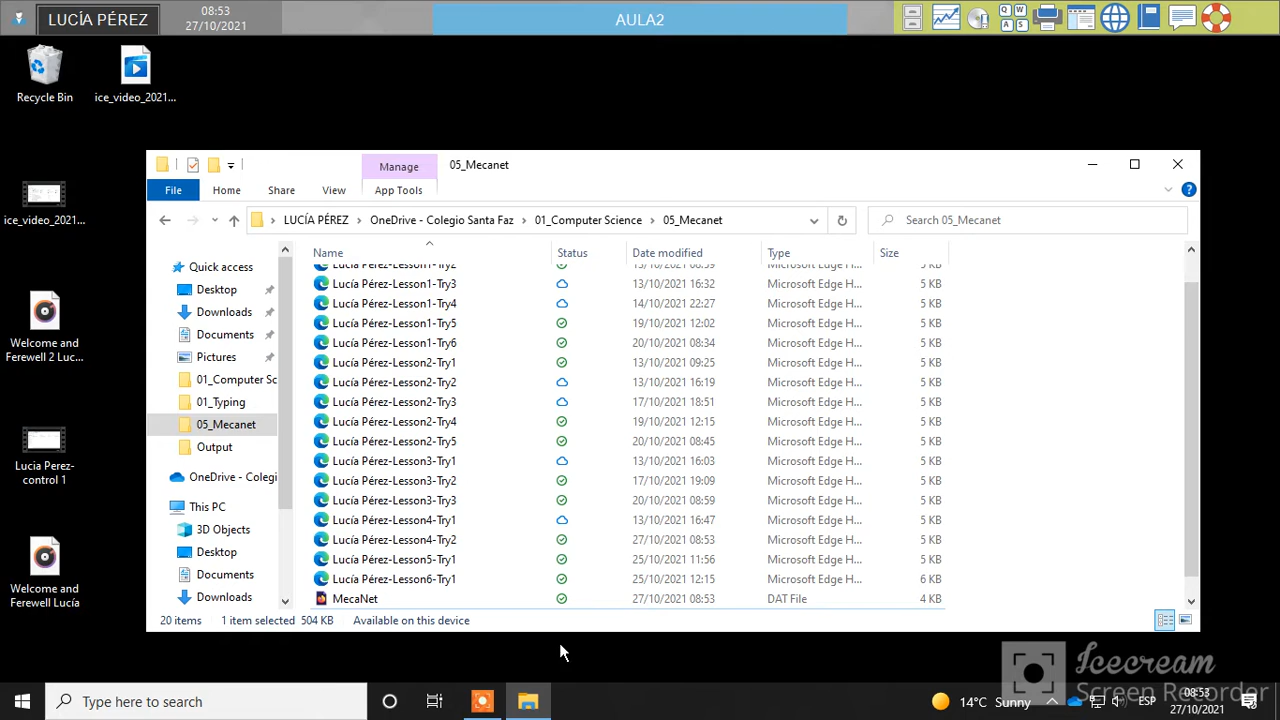 LUCÍA PÉREZ
08:53
27/10/2021
AULA2
Q W
A S
Recycle Bin
ice_video_2021...
ice_video_2021...
Welcome and
Ferewell 2 Luc...
Lucia Perez-
control 1
Welcome and
Ferewell Lucía
Manage
05_Mecanet
File
Home
Share
View
App Tools
LUCÍA PÉREZ
OneDrive - Colegio Santa Faz
01_Computer Science
05_Mecanet
Search 05_Mecanet
Name
Status
Date modified
Type
Size
Quick access
Desktop
Downloads
Documents
Pictures
01_Computer Sc
01_Typing
05_Mecanet
Output
OneDrive - Colegi
This PC
3D Objects
Desktop
Documents
Downloads
Lucía Pérez-Lesson1-Try2 13/10/2021 08:59 Microsoft Edge H... 5 KB
Lucía Pérez-Lesson1-Try3 13/10/2021 16:32 Microsoft Edge H... 5 KB
Lucía Pérez-Lesson1-Try4 14/10/2021 22:27 Microsoft Edge H... 5 KB
Lucía Pérez-Lesson1-Try5 19/10/2021 12:02 Microsoft Edge H... 5 KB
Lucía Pérez-Lesson1-Try6 20/10/2021 08:34 Microsoft Edge H... 5 KB
Lucía Pérez-Lesson2-Try1 13/10/2021 09:25 Microsoft Edge H... 5 KB
Lucía Pérez-Lesson2-Try2 13/10/2021 16:19 Microsoft Edge H... 5 KB
Lucía Pérez-Lesson2-Try3 17/10/2021 18:51 Microsoft Edge H... 5 KB
Lucía Pérez-Lesson2-Try4 19/10/2021 12:15 Microsoft Edge H... 5 KB
Lucía Pérez-Lesson2-Try5 20/10/2021 08:45 Microsoft Edge H... 5 KB
Lucía Pérez-Lesson3-Try1 13/10/2021 16:03 Microsoft Edge H... 5 KB
Lucía Pérez-Lesson3-Try2 17/10/2021 19:09 Microsoft Edge H... 5 KB
Lucía Pérez-Lesson3-Try3 20/10/2021 08:59 Microsoft Edge H... 5 KB
Lucía Pérez-Lesson4-Try1 13/10/2021 16:47 Microsoft Edge H... 5 KB
Lucía Pérez-Lesson4-Try2 27/10/2021 08:53 Microsoft Edge H... 5 KB
Lucía Pérez-Lesson5-Try1 25/10/2021 11:56 Microsoft Edge H... 5 KB
Lucía Pérez-Lesson6-Try1 25/10/2021 12:15 Microsoft Edge H... 6 KB
MecaNet 27/10/2021 08:53 DAT File 4 KB
20 items 1 item selected 504 KB Available on this device
Icecream
Screen Recorder
Type here to search
14°C Sunny
ESP
08:53
27/10/2021